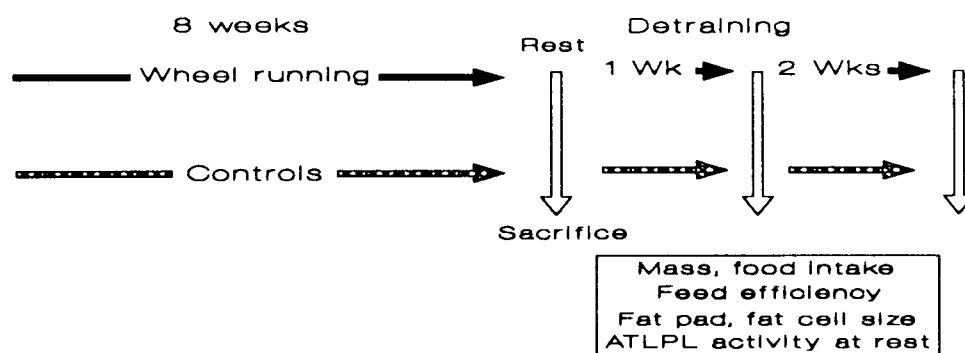 8 weeks
Detraining
Rest
Wheel running
1 Wk
2 Wks
Controls
Sacrifice
Mass, food intake
Feed efficiency
Fat pad, fat cell size
ATLPL activity at rest